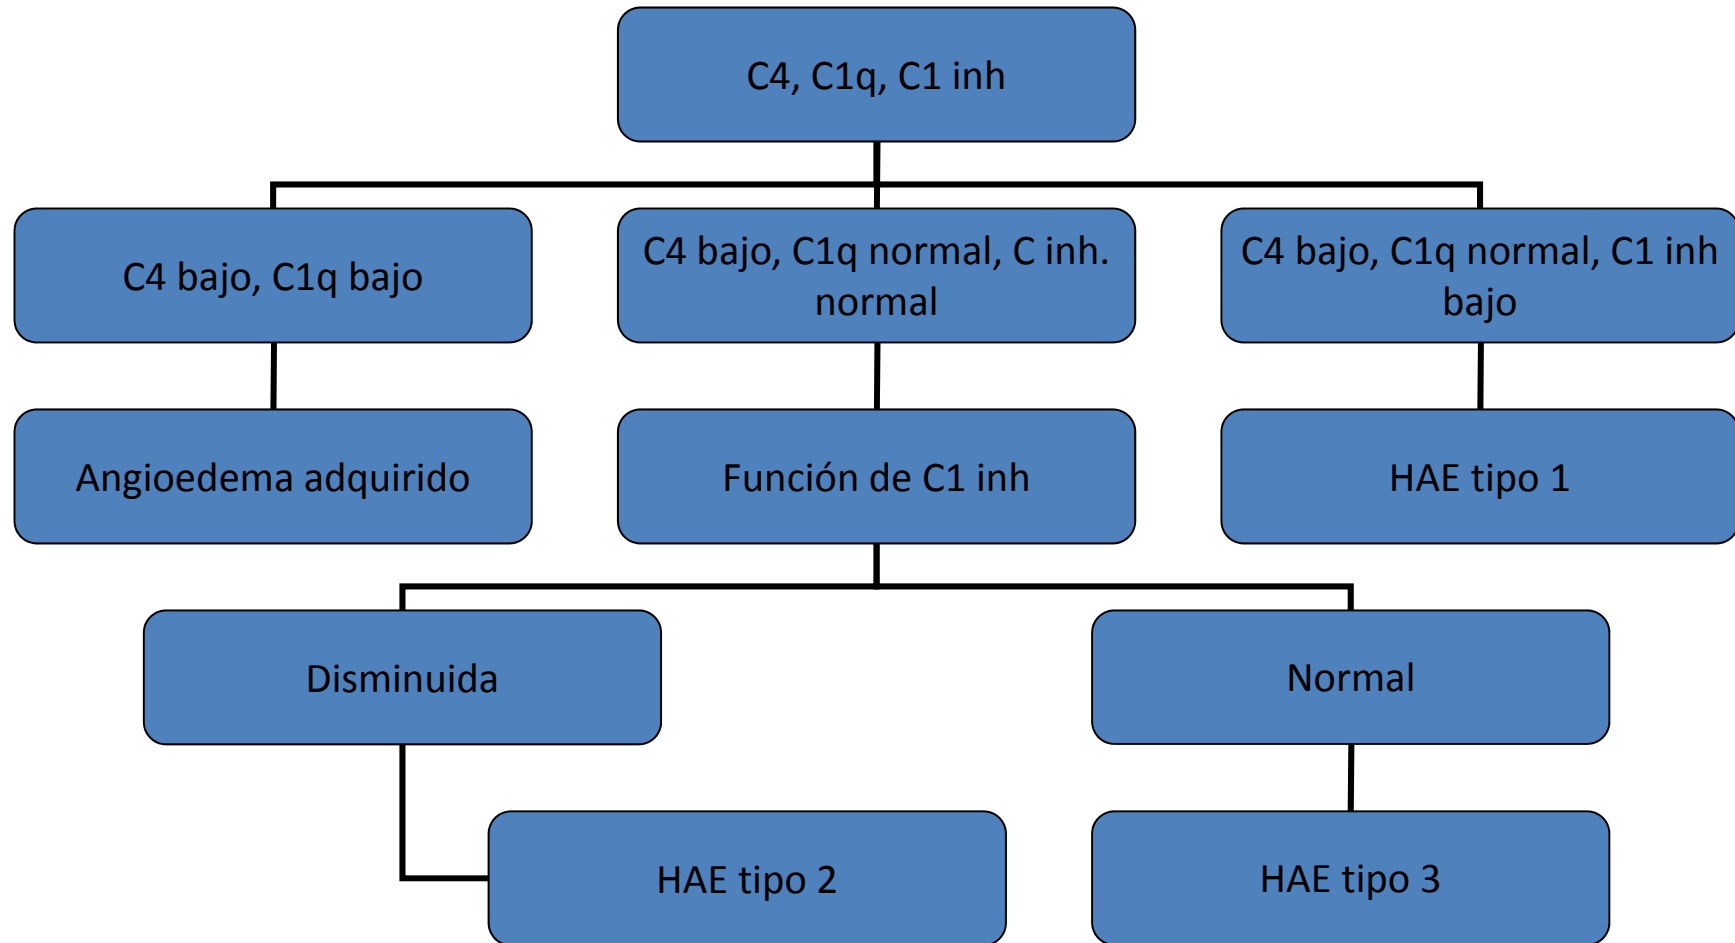 C4, C1q, C1 inh
C4 bajo, C1q bajo
C4 bajo, C1q normal, C inh.
normal
C4 bajo, C1q normal, C1 inh
bajo
Angioedema adquirido
Función de C1 inh
HAE tipo 1
Disminuida
Normal
HAE tipo 2
HAE tipo 3